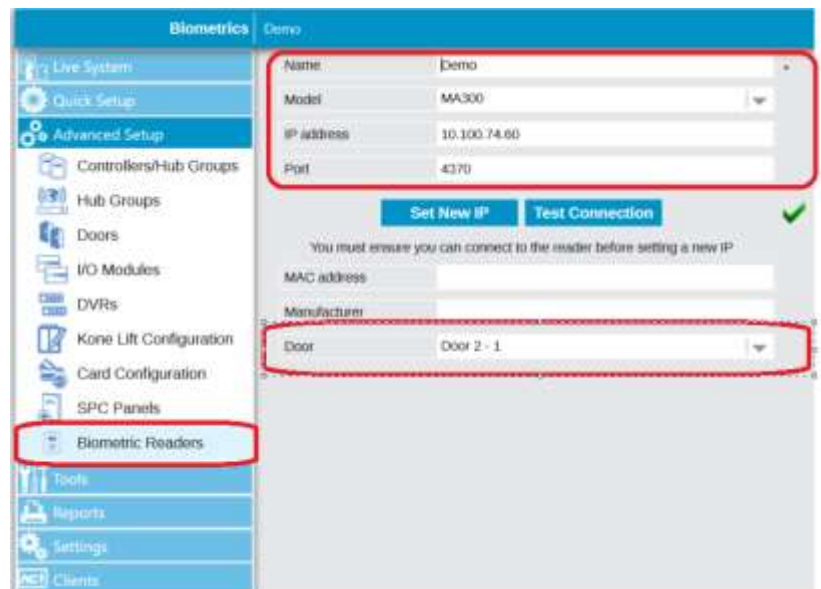 Biometrics Demo
Live System
Quick Setup
Advanced Setup
Controllers/Hub Groups
Hub Groups
Doors
I/O Modules
DVRs
Kone Lift Configuration
Card Configuration
SPC Panels
Biometric Readers
Tools
Reports
Settings
ACT Clients
Name Demo *
Model MA300
IP address 10.100.74.60
Port 4370
Set New IP Test Connection
You must ensure you can connect to the reader before setting a new IP
MAC address
Manufacturer
Door Door 2 - 1